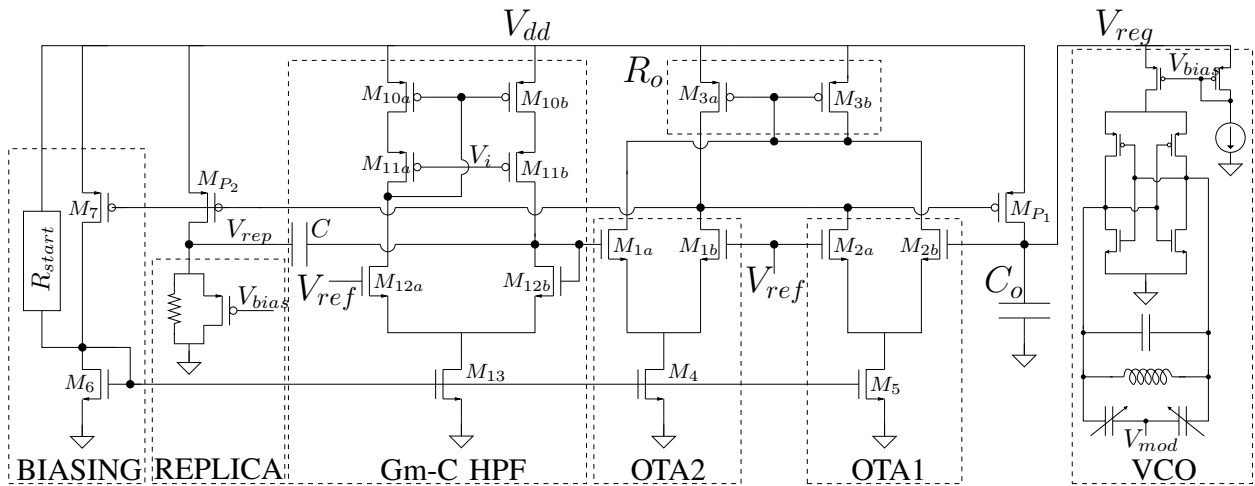 V_dd
V_reg
R_o
V_bias
M_10a
M_10b
M_3a
M_3b
M_11a
V_i
M_11b
M_P2
M_7
M_P1
R_start
V_rep
C
M_1a
M_1b
M_2a
M_2b
V_ref
M_12a
M_12b
V_ref
C_o
V_bias
M_6
M_13
M_4
M_5
V_mod
BIASING
REPLICA
Gm-C HPF
OTA2
OTA1
VCO